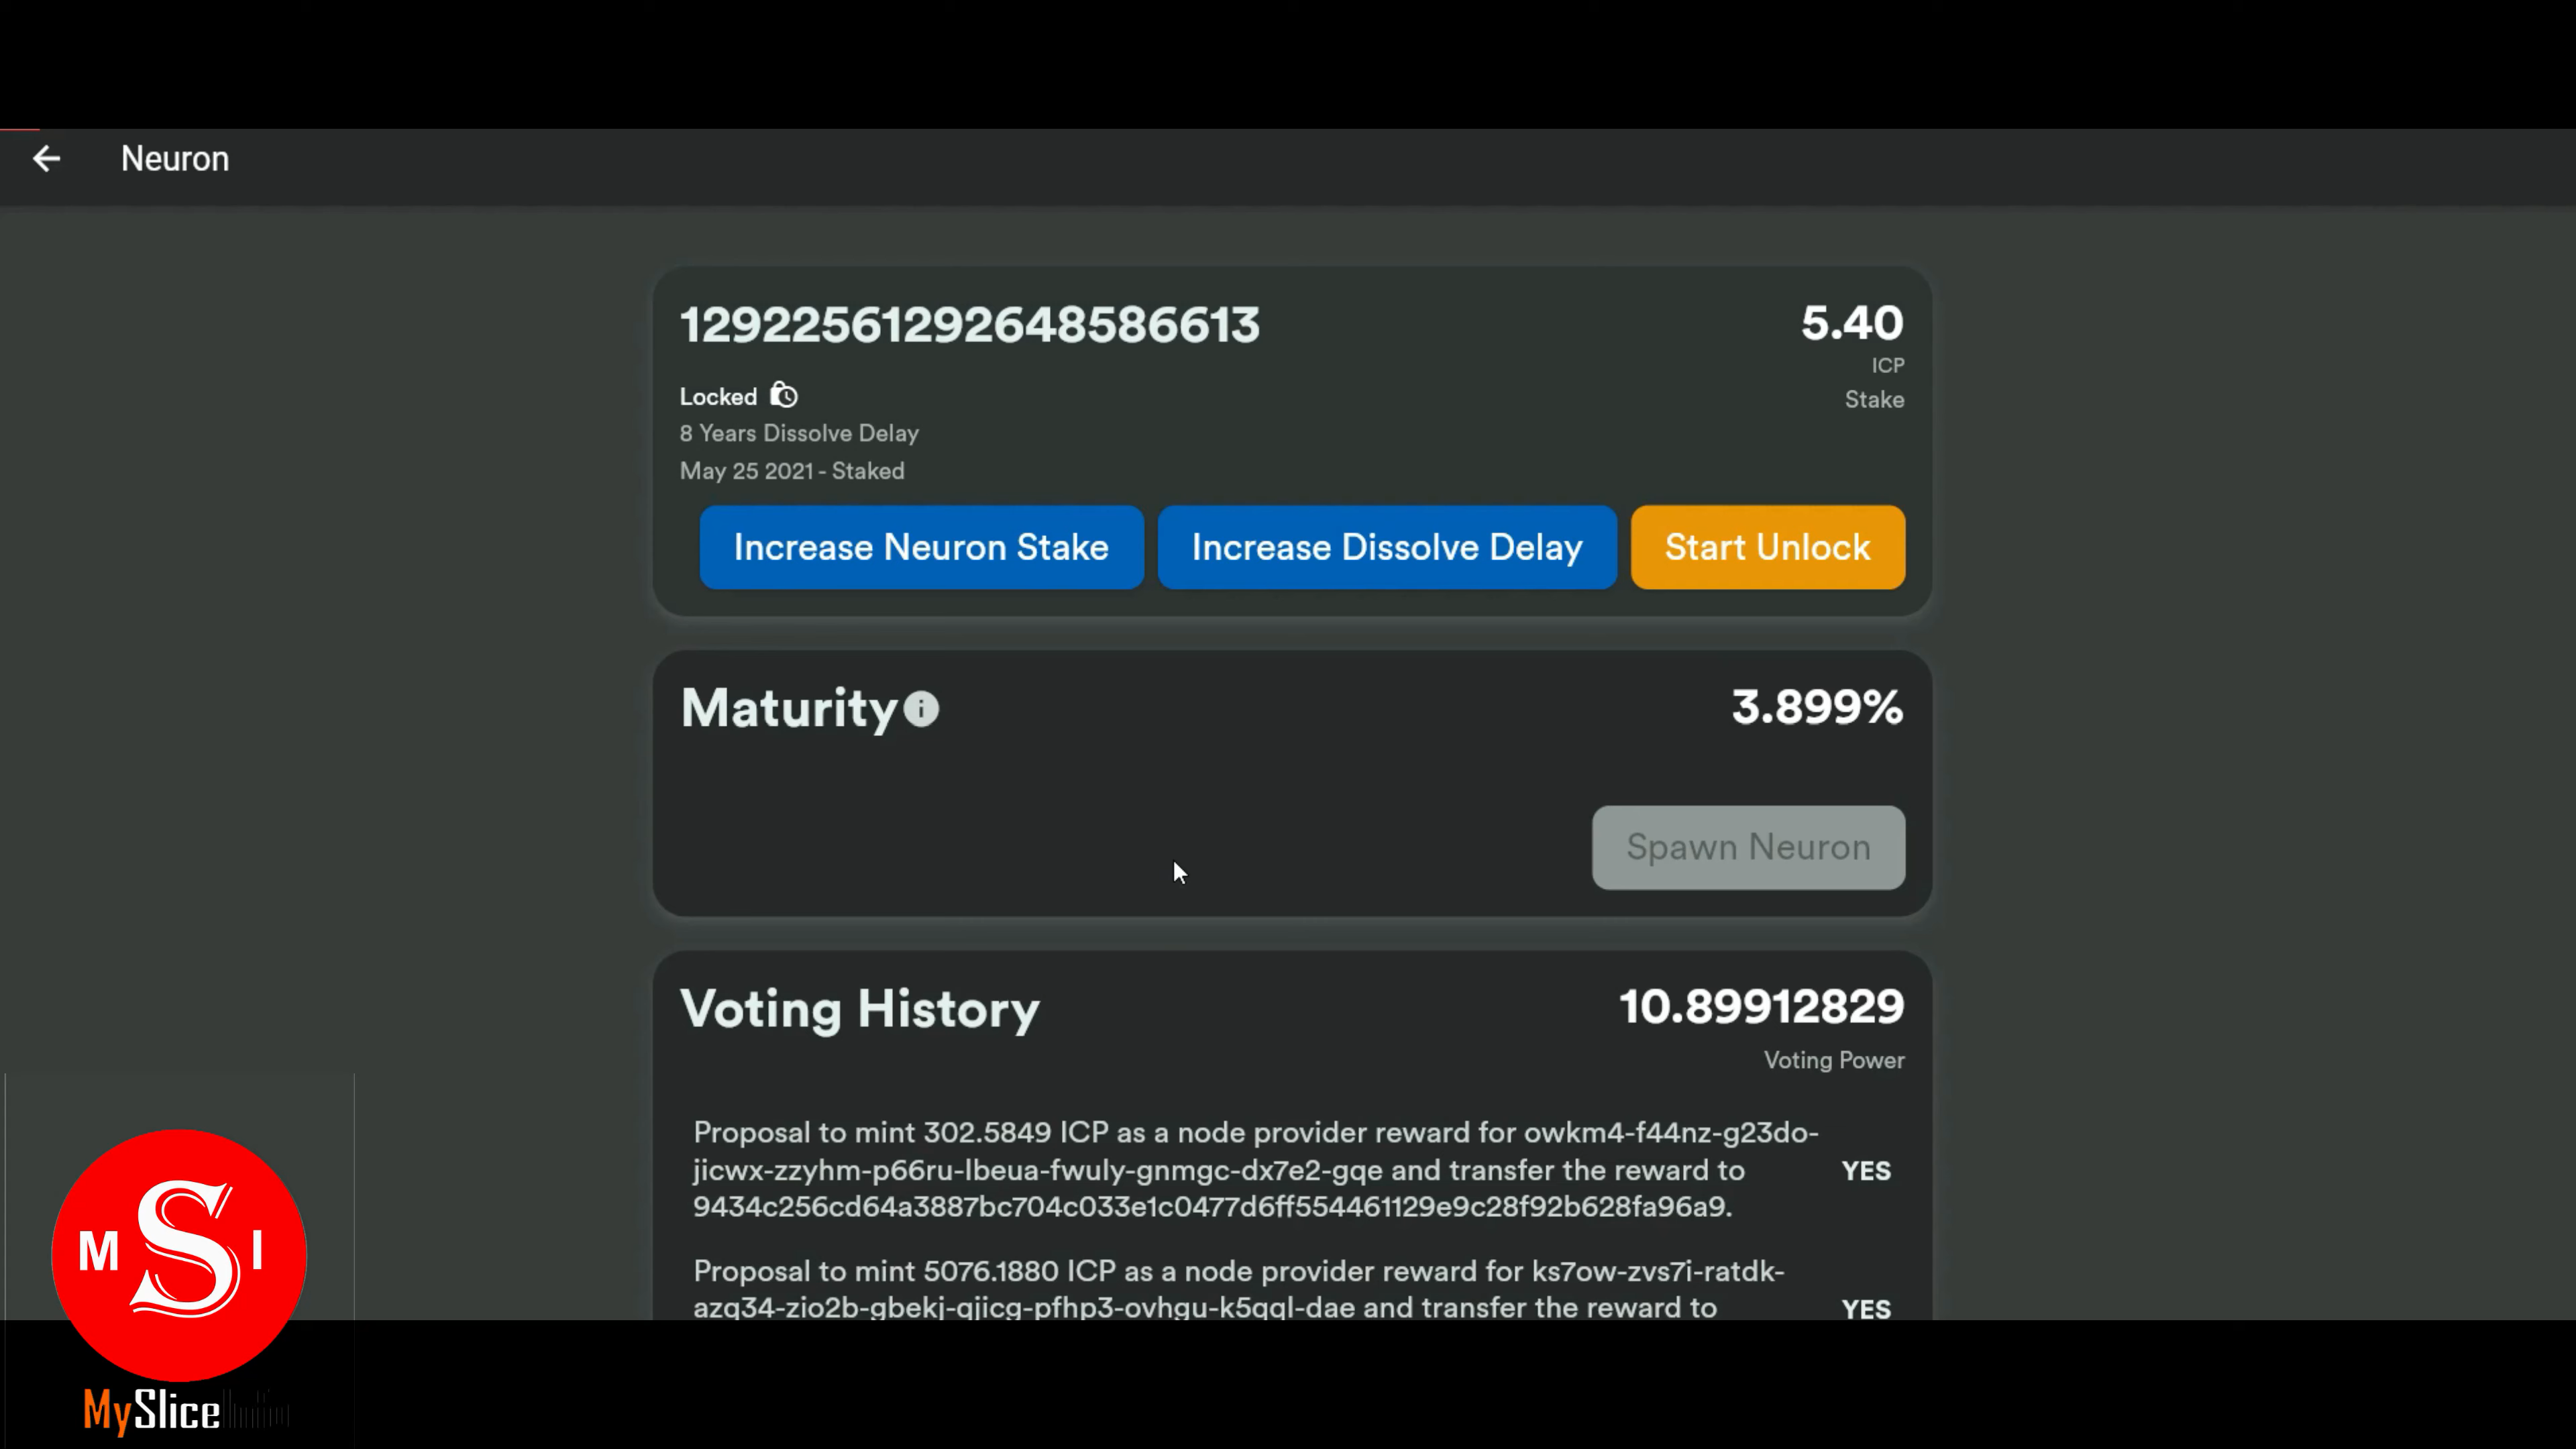 Neuron
12922561292648586613
5.40
ICP
Stake
Locked
8 Years Dissolve Delay
May 25 2021 - Staked
Increase Neuron Stake
Increase Dissolve Delay
Start Unlock
Maturity
3.899%
Spawn Neuron
Voting History
10.89912829
Voting Power
Proposal to mint 302.5849 ICP as a node provider reward for owkm4-f44nz-g23do-
jicwx-zzyhm-p66ru-lbeua-fwuly-gnmgc-dx7e2-gqe and transfer the reward to
9434c256cd64a3887bc704c033e1c0477d6ff554461129e9c28f92b628fa96a9.
YES
Proposal to mint 5076.1880 ICP as a node provider reward for ks7ow-zvs7i-ratdk-
azq34-zio2b-gbekj-qjicg-pfhp3-ovhgu-k5qql-dae and transfer the reward to
YES
M S I
MySlice